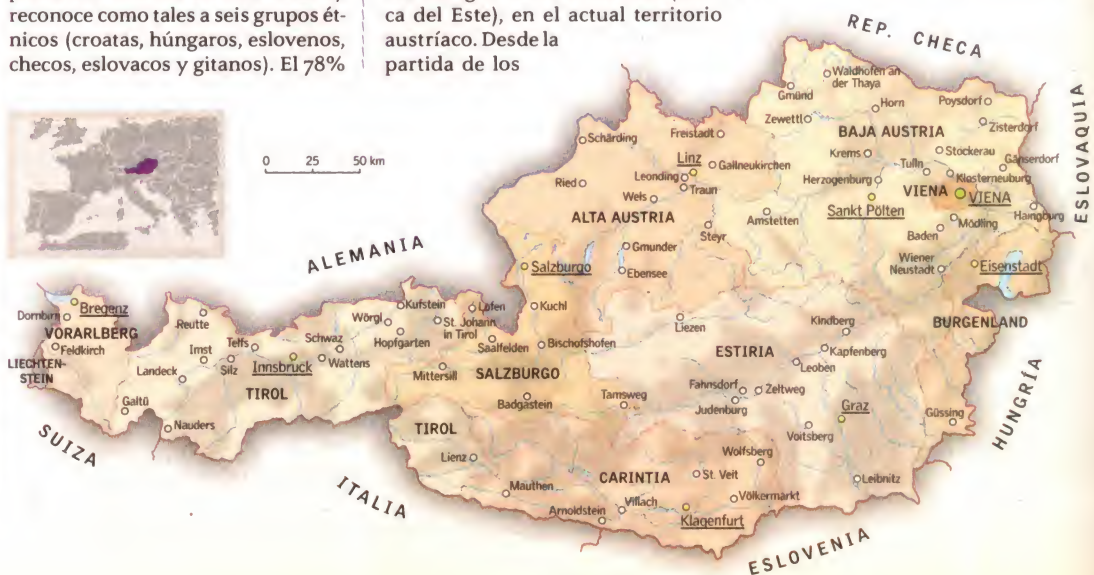 reconoce como tales a seis grupos ét-
nicos (croatas, húngaros, eslovenos,
checos, eslovacos y gitanos). El 78%
ca del Este), en el actual territorio
austríaco. Desde la
partida de los
0 25 50 km
REP. CHECA
ESLOVAQUIA
HUNGRÍA
ESLOVENIA
ITALIA
SUIZA
LIECHTEN-
STEIN
ALEMANIA
Waldhofen an
der Thaya
Gmünd
Zewettl
Horn
Poysdorf
Zisterdorf
BAJA AUSTRIA
Krems
Stockerau
Tulln
Gänserdorf
Klosterneuburg
Herzogenburg
VIENA
VIENA
Sankt Pölten
Haingburg
Mödling
Baden
Amstetten
Wiener
Neustadt
Eisenstadt
Schärding
Freistadt
Linz
Gallneukirchen
Leonding
Traun
Ried
Wels
ALTA AUSTRIA
Steyr
Gmunder
Ebensee
Salzburgo
Kuchl
Bischofshofen
SALZBURGO
Badgastein
Tamsweg
Lofen
Saalfelden
Mittersill
Kufstein
Wörgl
St. Johann
in Tirol
Hopfgarten
Schwaz
Wattens
Innsbruck
Telfs
Silz
Imst
Reutte
Landeck
TIROL
Galtü
Nauders
Bregenz
Dornbirn
VORARLBERG
Feldkirch
TIROL
Lienz
Mauthen
CARINTIA
Arnoldstein
Villach
Klagenfurt
St. Veit
Völkermarkt
Wolfsberg
Liezen
ESTIRIA
Kindberg
Kapfenberg
Leoben
Fahnsdorf
Zeltweg
Judenburg
Graz
Voitsberg
Leibnitz
BURGENLAND
Güssing